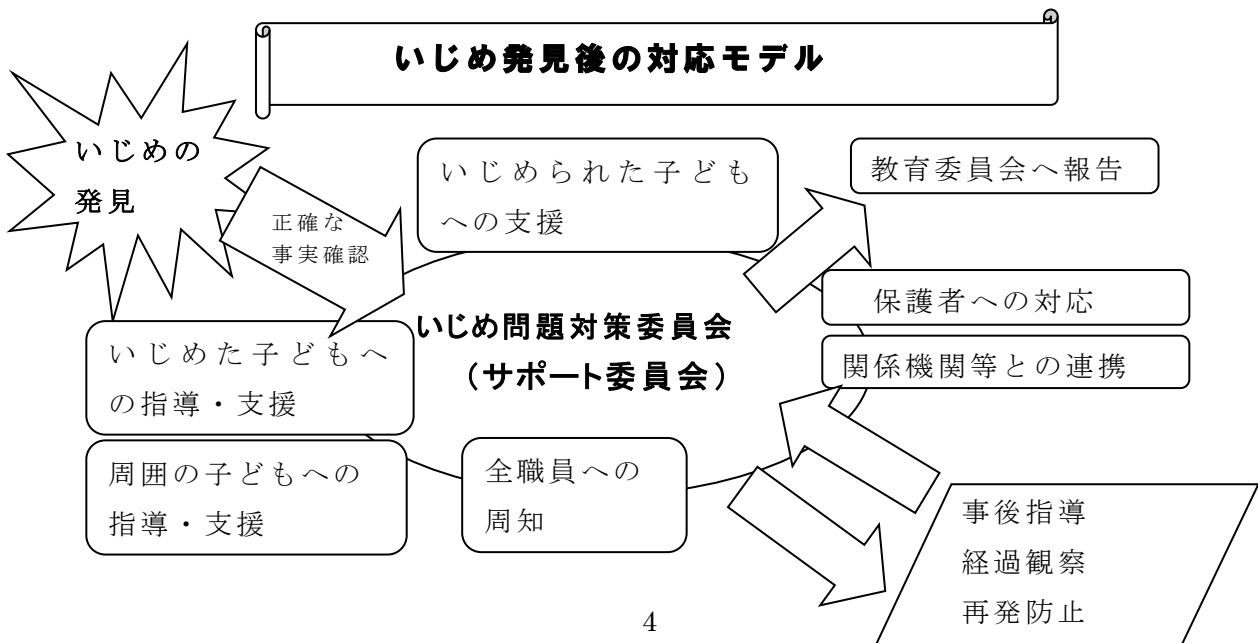 いじめ発見後の対応モデル
いじめの
発見
正確な
事実確認
いじめられた子ども
への支援
教育委員会へ報告
保護者への対応
関係機関等との連携
いじめ問題対策委員会
（サポート委員会）
いじめた子どもへ
の指導・支援
周囲の子どもへの
指導・支援
全職員への
周知
事後指導
経過観察
再発防止
4